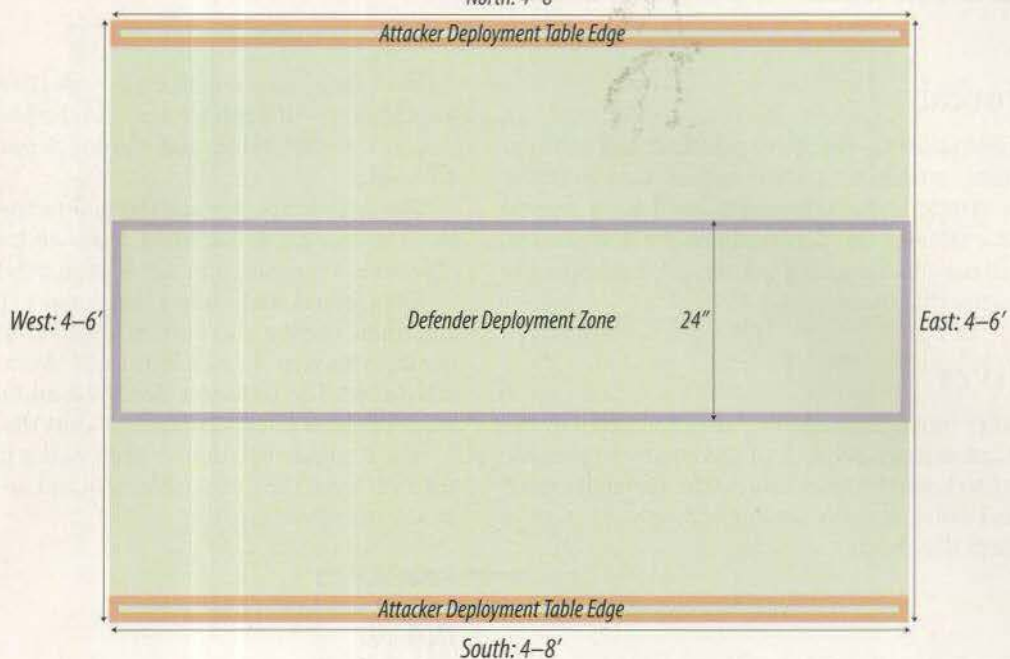 Attacker Deployment Table Edge
West: 4–6'
Defender Deployment Zone 24"
East: 4–6'
Attacker Deployment Table Edge
South: 4–8'